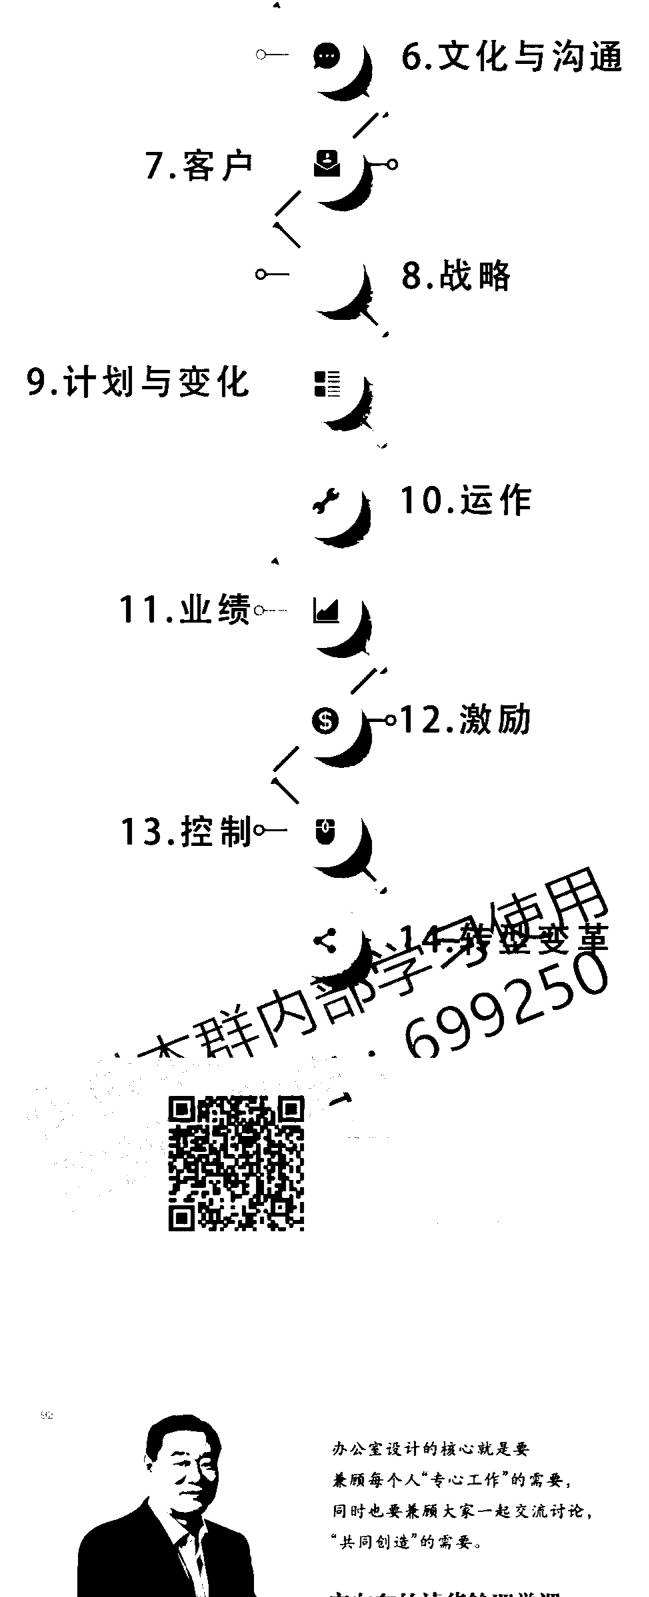 6.文化与沟通
7.客户
8.战略
9.计划与变化
10.运作
11.业绩
12.激励
13.控制
14.转型变革
本群内部学习使用
699250
92
办公室设计的核心就是要
兼顾每个人“专心工作”的需要，
同时也要兼顾大家一起交流讨论，
“共同创造”的需要。